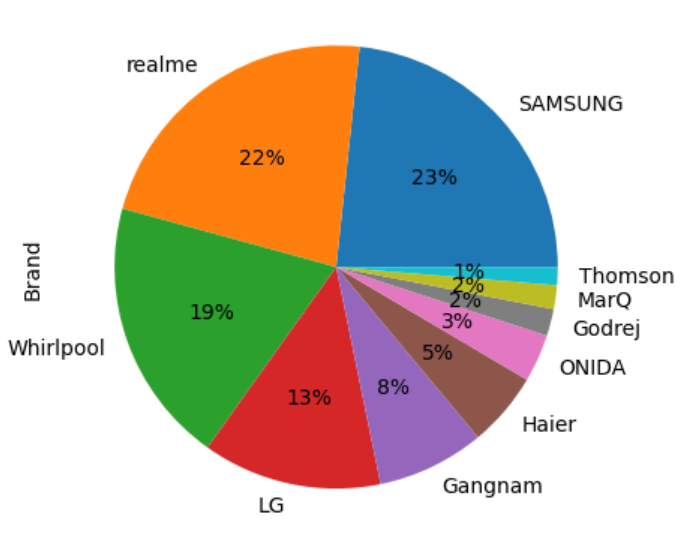 realme
SAMSUNG
22%
23%
Brand
1%
Thomson
2%
MarQ
2%
Godrej
19%
3%
Whirlpool
5%
ONIDA
13%
8%
Haier
Gangnam
LG